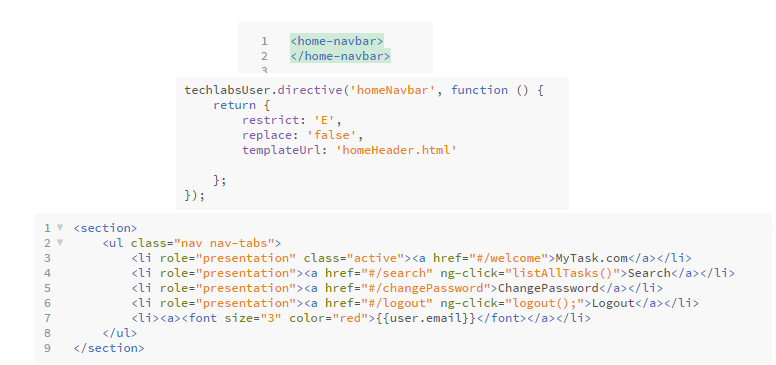 1 <home-navbar>
2 </home-navbar>
3
techlabsUser.directive('homeNavbar', function () {
return {
restrict: 'E',
replace: 'false',
templateUrl: 'homeHeader.html'
};
});
1 <section>
2 <ul class="nav nav-tabs">
3 <li role="presentation" class="active"><a href="#/welcome">MyTask.com</a></li>
4 <li role="presentation"><a href="#/search" ng-click="listAllTasks()">Search</a></li>
5 <li role="presentation"><a href="#/changePassword">ChangePassword</a></li>
6 <li role="presentation"><a href="#/logout" ng-click="logout();">Logout</a></li>
7 <li><a><font size="3" color="red">{{user.email}}</font></a></li>
8 </ul>
9 </section>